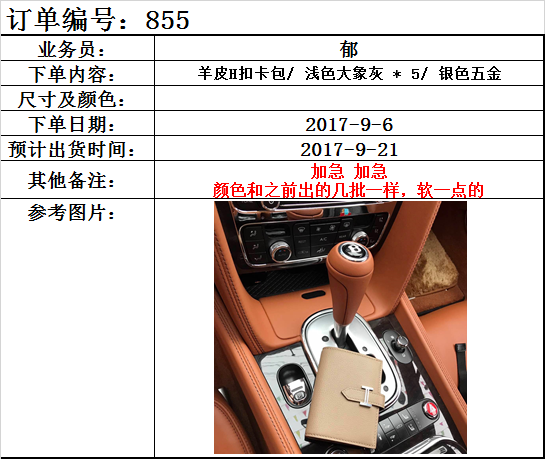 订单编号：855
业务员：
郁
下单内容：
羊皮H扣卡包/ 浅色大象灰 * 5/ 银色五金
尺寸及颜色：
下单日期：
2017-9-6
预计出货时间：
2017-9-21
其他备注：
加急 加急
颜色和之前出的几批一样，软一点的
参考图片：